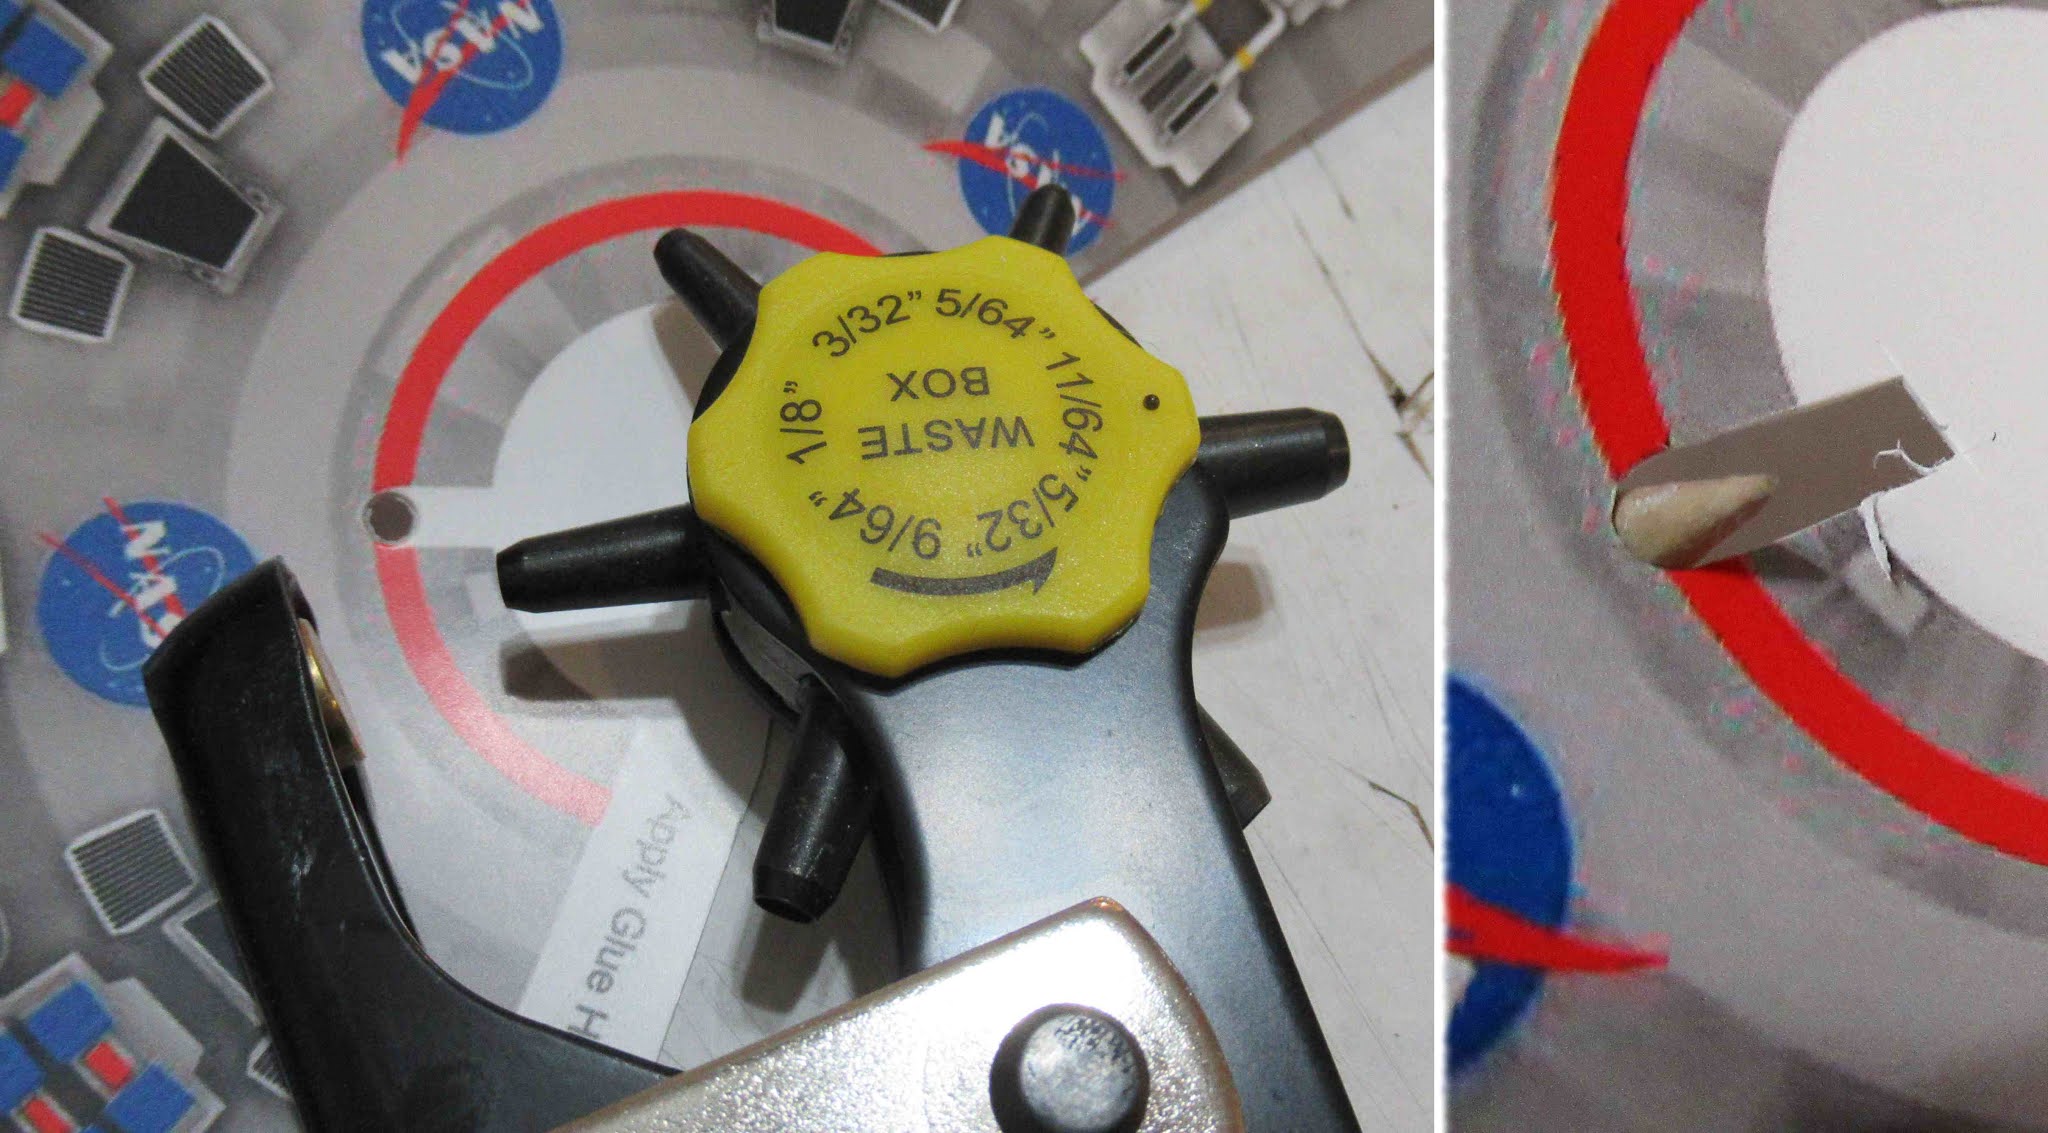 NASA
NASA
3/32” 5/64” 11/64” 5/32” 9/64” 1/8”
WASTE
BOX
NASA
Apply Glue H